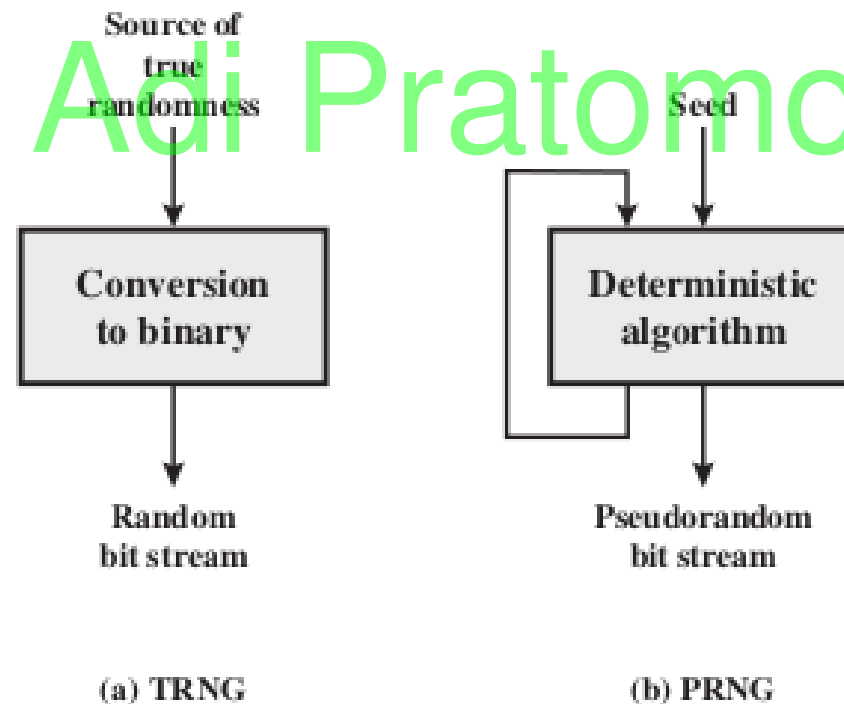 Adi Pratomo
Source of
true
randomness
Conversion
to binary
Random
bit stream
(a) TRNG
Seed
Deterministic
algorithm
Pseudorandom
bit stream
(b) PRNG